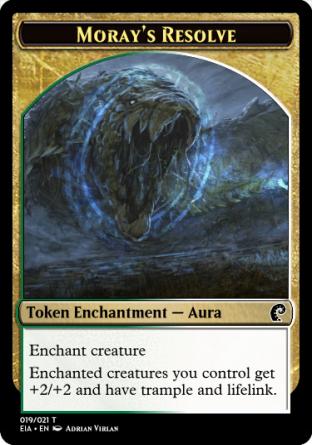 Moray's Resolve
Token Enchantment — Aura
Enchant creature
Enchanted creatures you control get
+2/+2 and have trample and lifelink.
019/021 T
EIA • EN Adrian Virlan